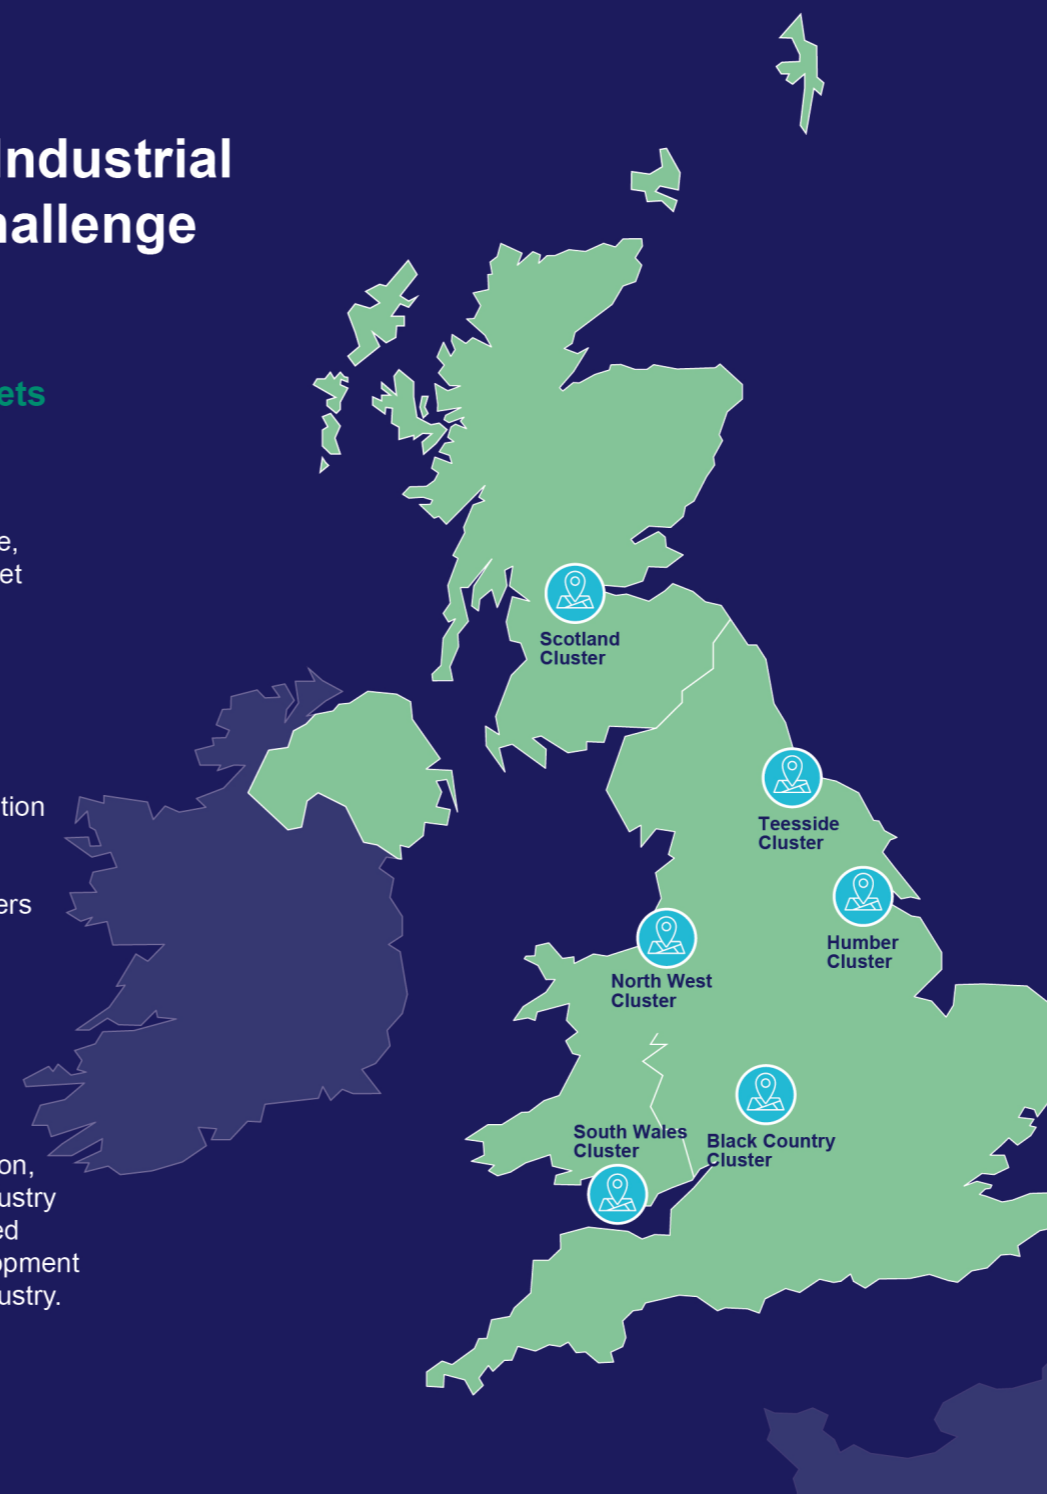 Industrial
hallenge
ets
e,
et
tion
ers
on,
ustry
ed
opment
ustry.
Scotland
Cluster
Teesside
Cluster
Humber
Cluster
North West
Cluster
South Wales
Cluster
Black Country
Cluster